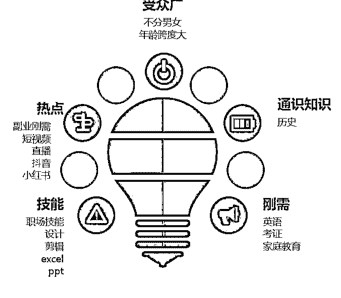 受众广
不分男女
年龄跨度大
热点
副业刚需
短视频
直播
抖音
小红书
通识知识
历史
技能
职场技能
设计
剪辑
excel
ppt
刚需
英语
考证
家庭教育